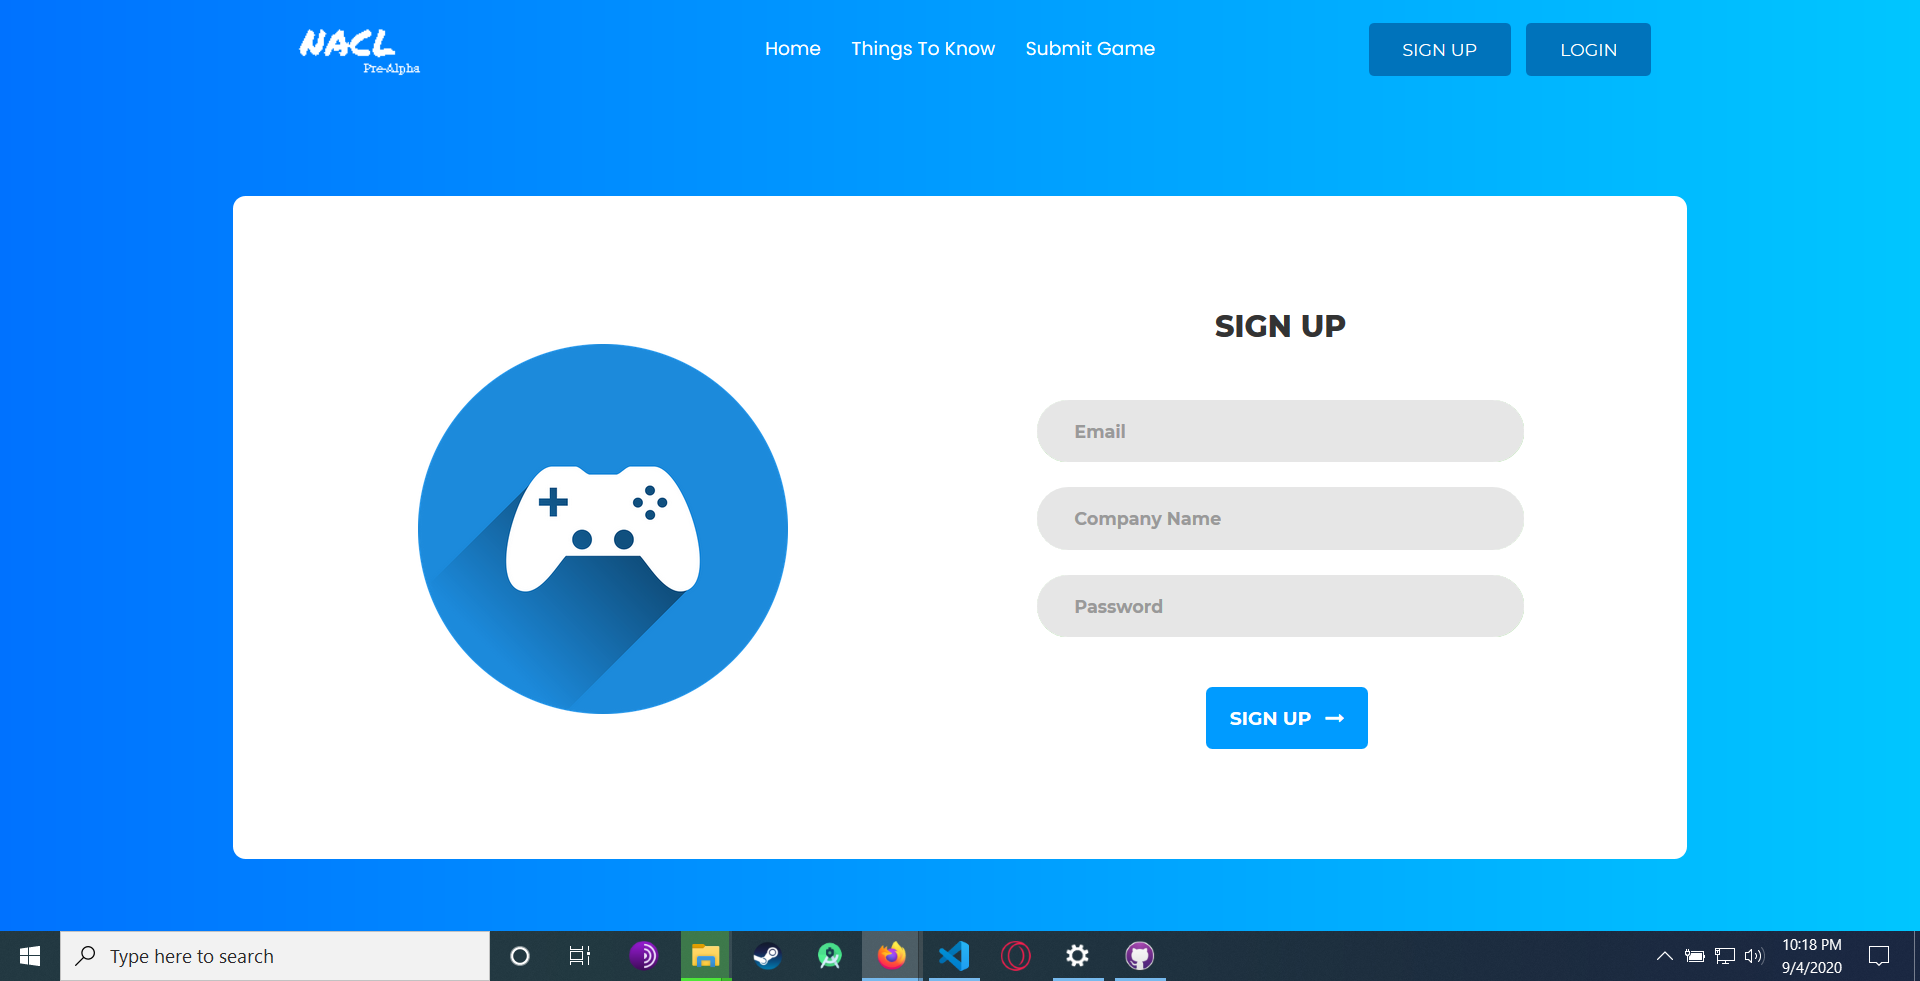 NACL
Pre-Alpha
Home
Things To Know
Submit Game
SIGN UP
LOGIN
SIGN UP
Email
Company Name
Password
SIGN UP
Type here to search
10:18 PM
9/4/2020